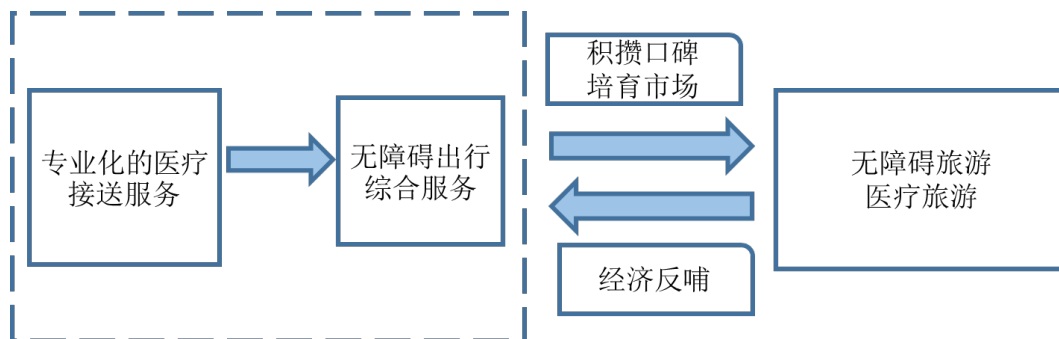 专业化的医疗
接送服务
无障碍出行
综合服务
积攒口碑
培育市场
经济反哺
无障碍旅游
医疗旅游